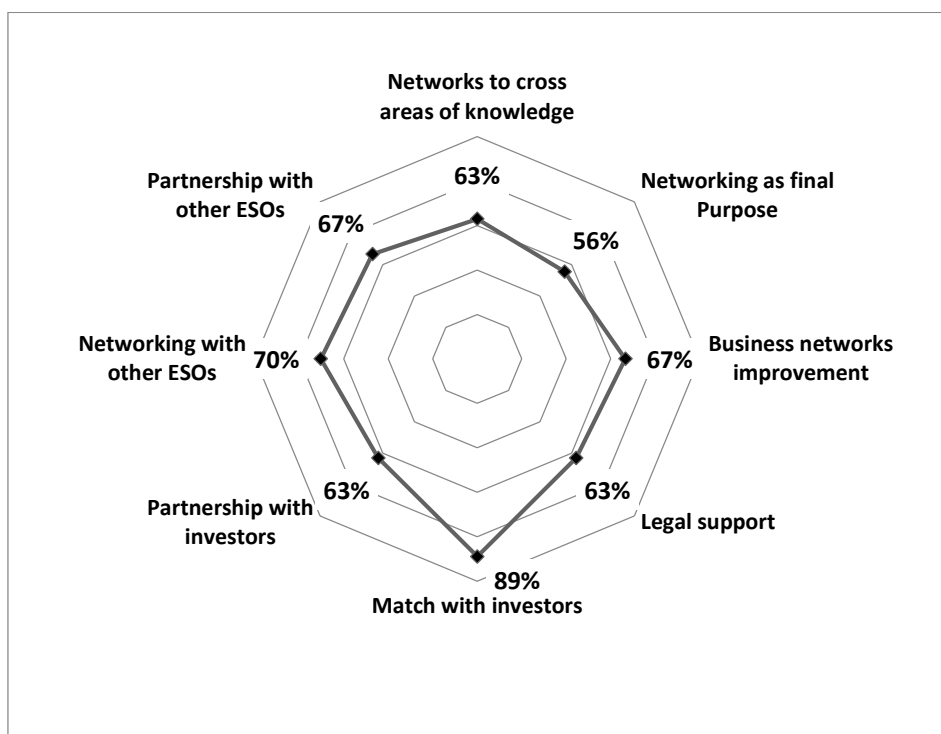 Networks to cross
areas of knowledge
63%
Networking as final
Purpose
56%
Business networks
improvement
67%
Legal support
63%
Match with investors
89%
Partnership with
investors
63%
Networking with
other ESOs
70%
Partnership with
other ESOs
67%